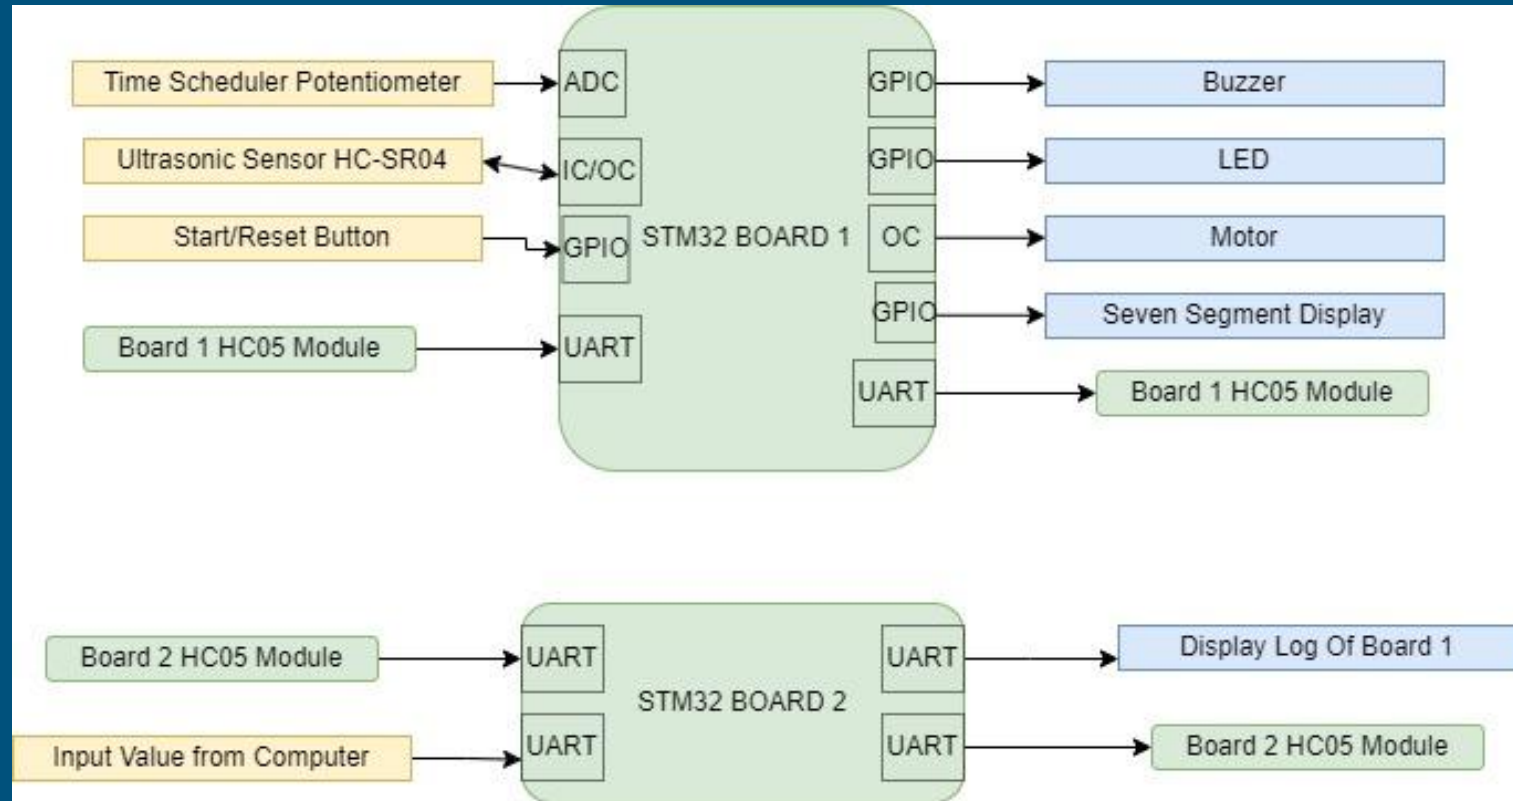 Time Scheduler Potentiometer
ADC
GPIO
Buzzer
Ultrasonic Sensor HC-SR04
IC/OC
GPIO
LED
Start/Reset Button
GPIO
STM32 BOARD 1
OC
Motor
GPIO
Seven Segment Display
Board 1 HC05 Module
UART
UART
Board 1 HC05 Module
Board 2 HC05 Module
UART
UART
Display Log Of Board 1
STM32 BOARD 2
Input Value from Computer
UART
UART
Board 2 HC05 Module